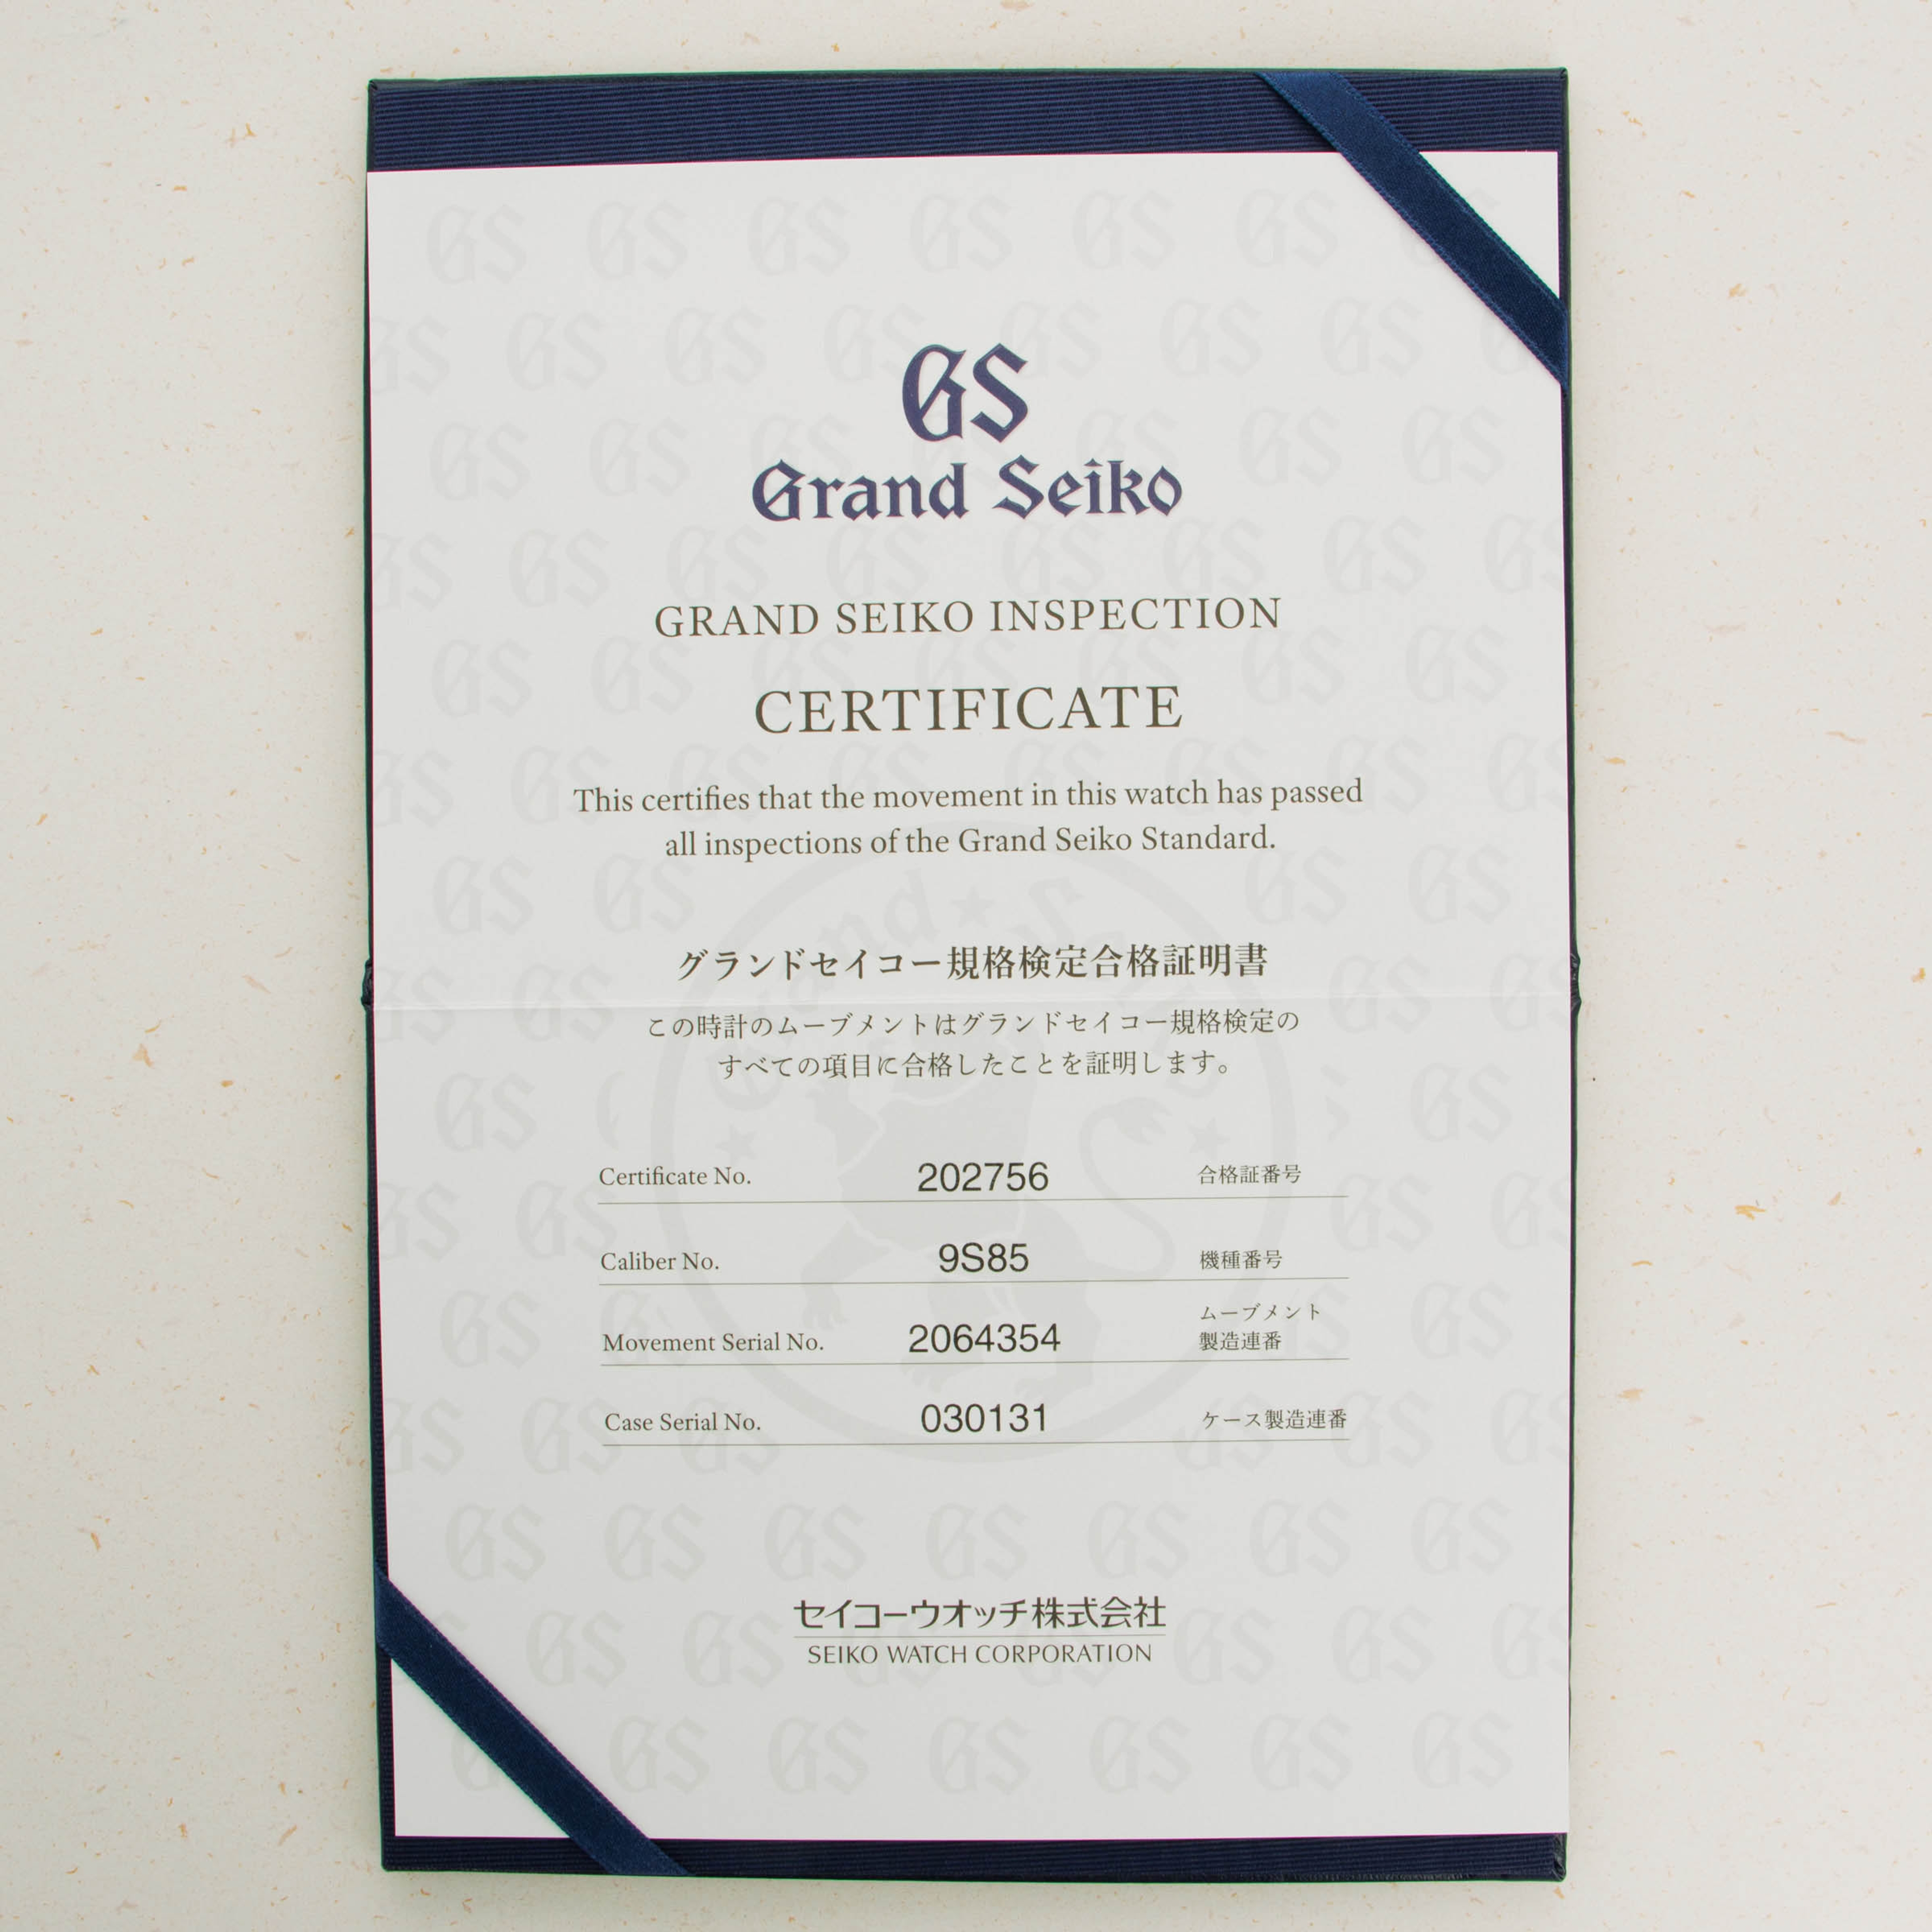 GS
Grand Seiko
GRAND SEIKO INSPECTION
CERTIFICATE
This certifies that the movement in this watch has passed
all inspections of the Grand Seiko Standard.
グランドセイコー規格検定合格証明書
この時計のムーブメントはグランドセイコー規格検定の
すべての項目に合格したことを証明します。
Certificate No. 202756 合格証番号
Caliber No. 9S85 機種番号
Movement Serial No. 2064354 ムーブメント
製造連番
Case Serial No. 030131 ケース製造連番
セイコーウオッチ株式会社
SEIKO WATCH CORPORATION